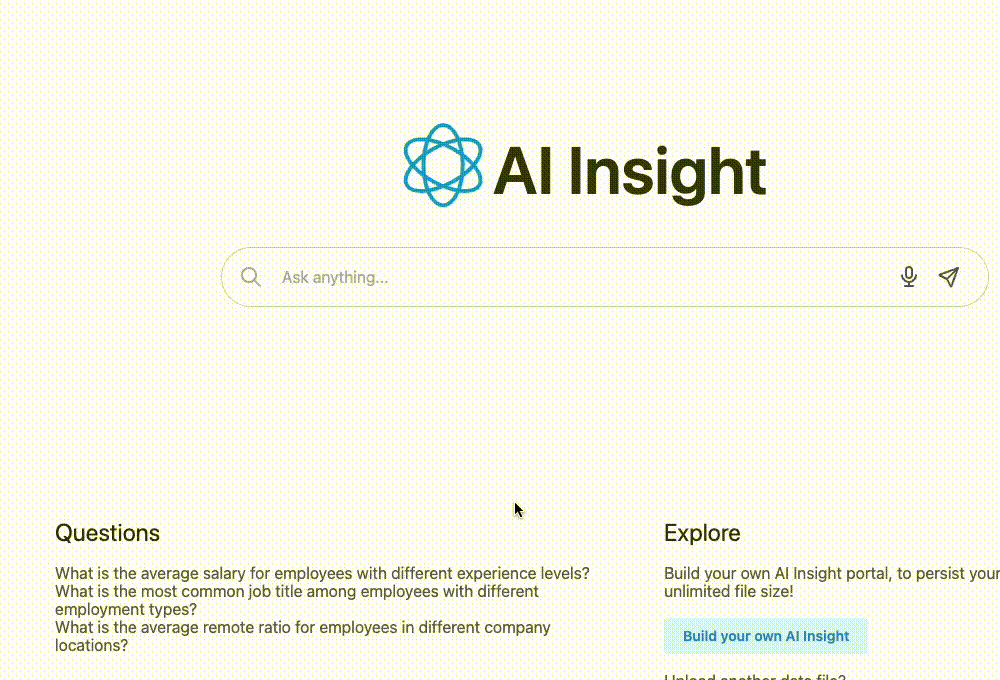 AI Insight
Ask anything...
Questions
What is the average salary for employees with different experience levels?
What is the most common job title among employees with different
employment types?
What is the average remote ratio for employees in different company
locations?
Explore
Build your own AI Insight portal, to persist your
unlimited file size!
Build your own AI Insight
Upload another data file?